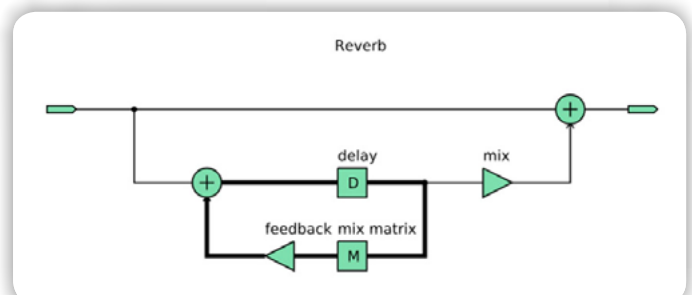 Reverb
+
delay
mix
+
D
feedback mix matrix
M